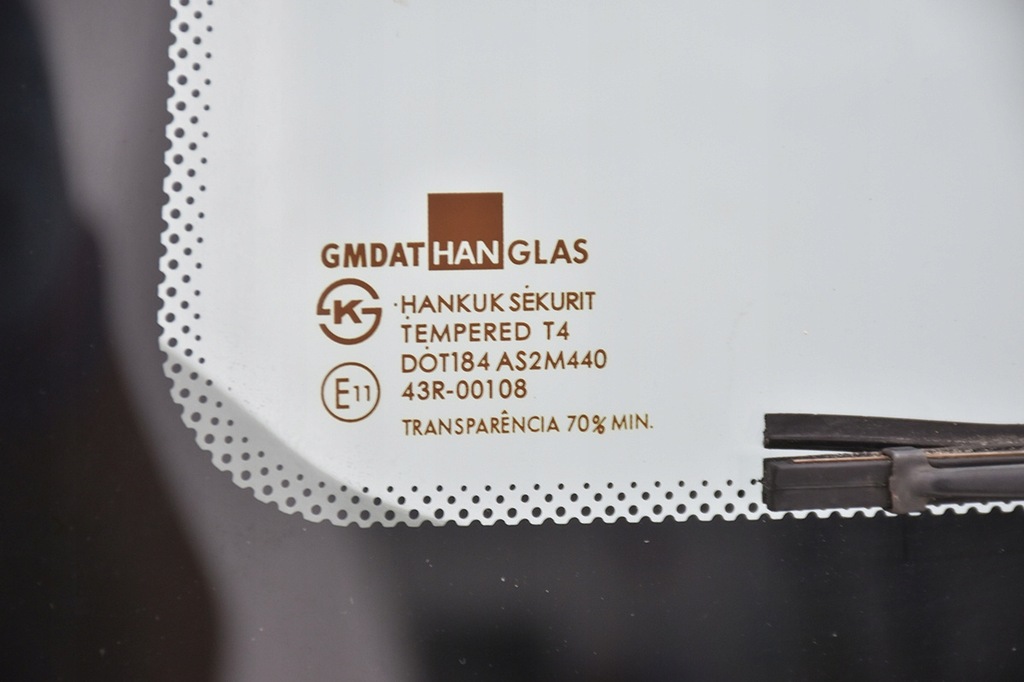 GMDAT HAN GLAS
K
HANKUK SEKURIT
TEMPERED T4
DOT184 AS2M440
E11
43R-00108
TRANSPARÊNCIA 70% MIN.